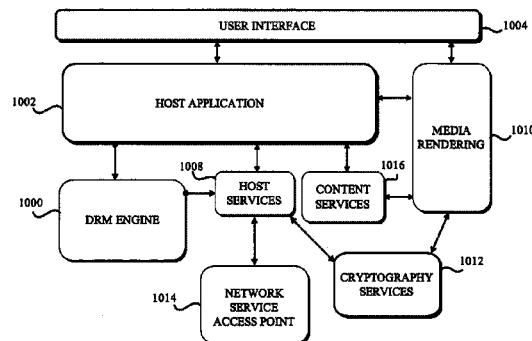 USER INTERFACE
1004
1002
HOST APPLICATION
MEDIA
RENDERING
1010
1008
HOST
SERVICES
1016
CONTENT
SERVICES
1000
DRM ENGINE
CRYPTOGRAPHY
SERVICES
1012
1014
NETWORK
SERVICE
ACCESS POINT